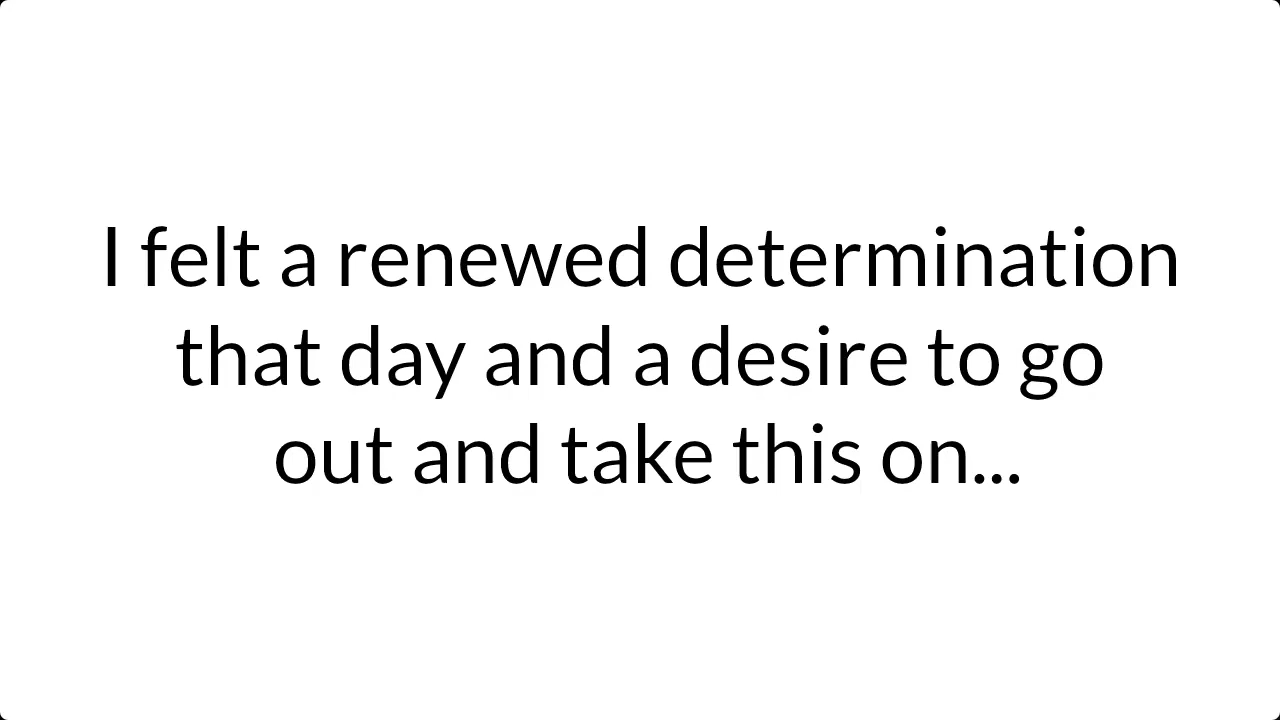 I felt a renewed determination
that day and a desire to go
out and take this on...